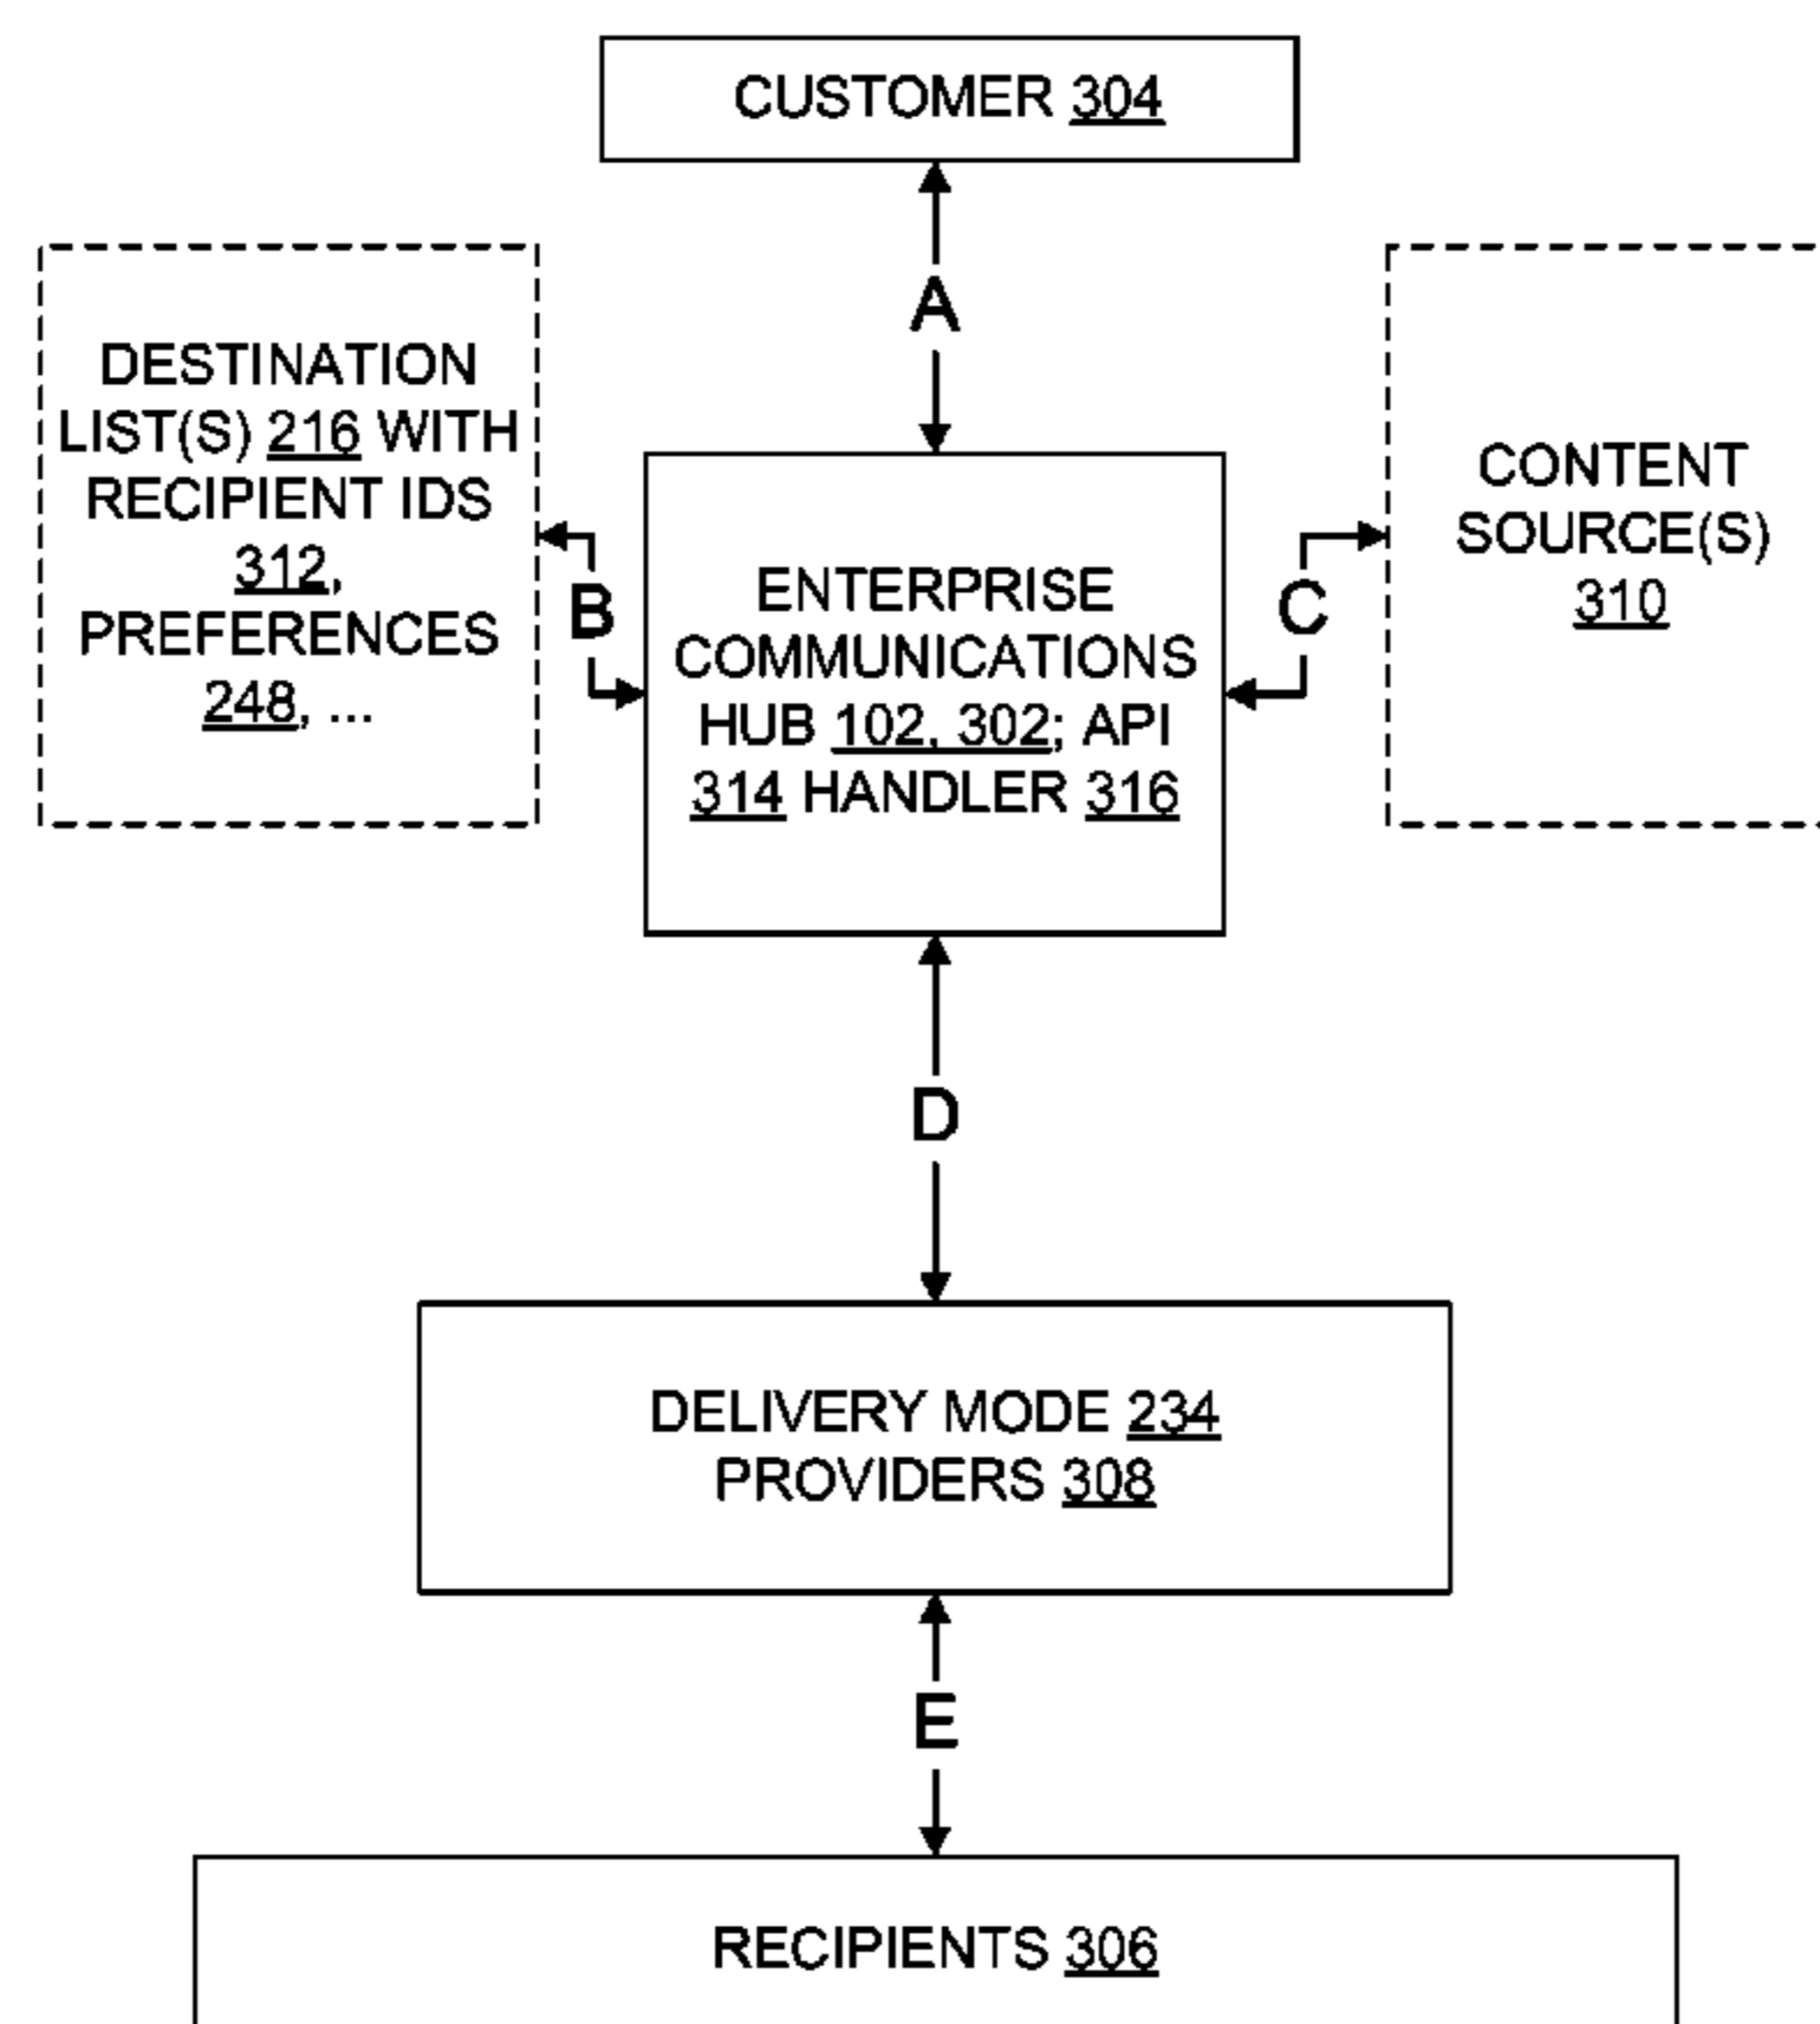 CUSTOMER 304
A
DESTINATION
LIST(S) 216 WITH
RECIPIENT IDS
312,
PREFERENCES
248, ...
B
ENTERPRISE
COMMUNICATIONS
HUB 102, 302; API
314 HANDLER 316
C
CONTENT
SOURCE(S)
310
D
DELIVERY MODE 234
PROVIDERS 308
E
RECIPIENTS 306